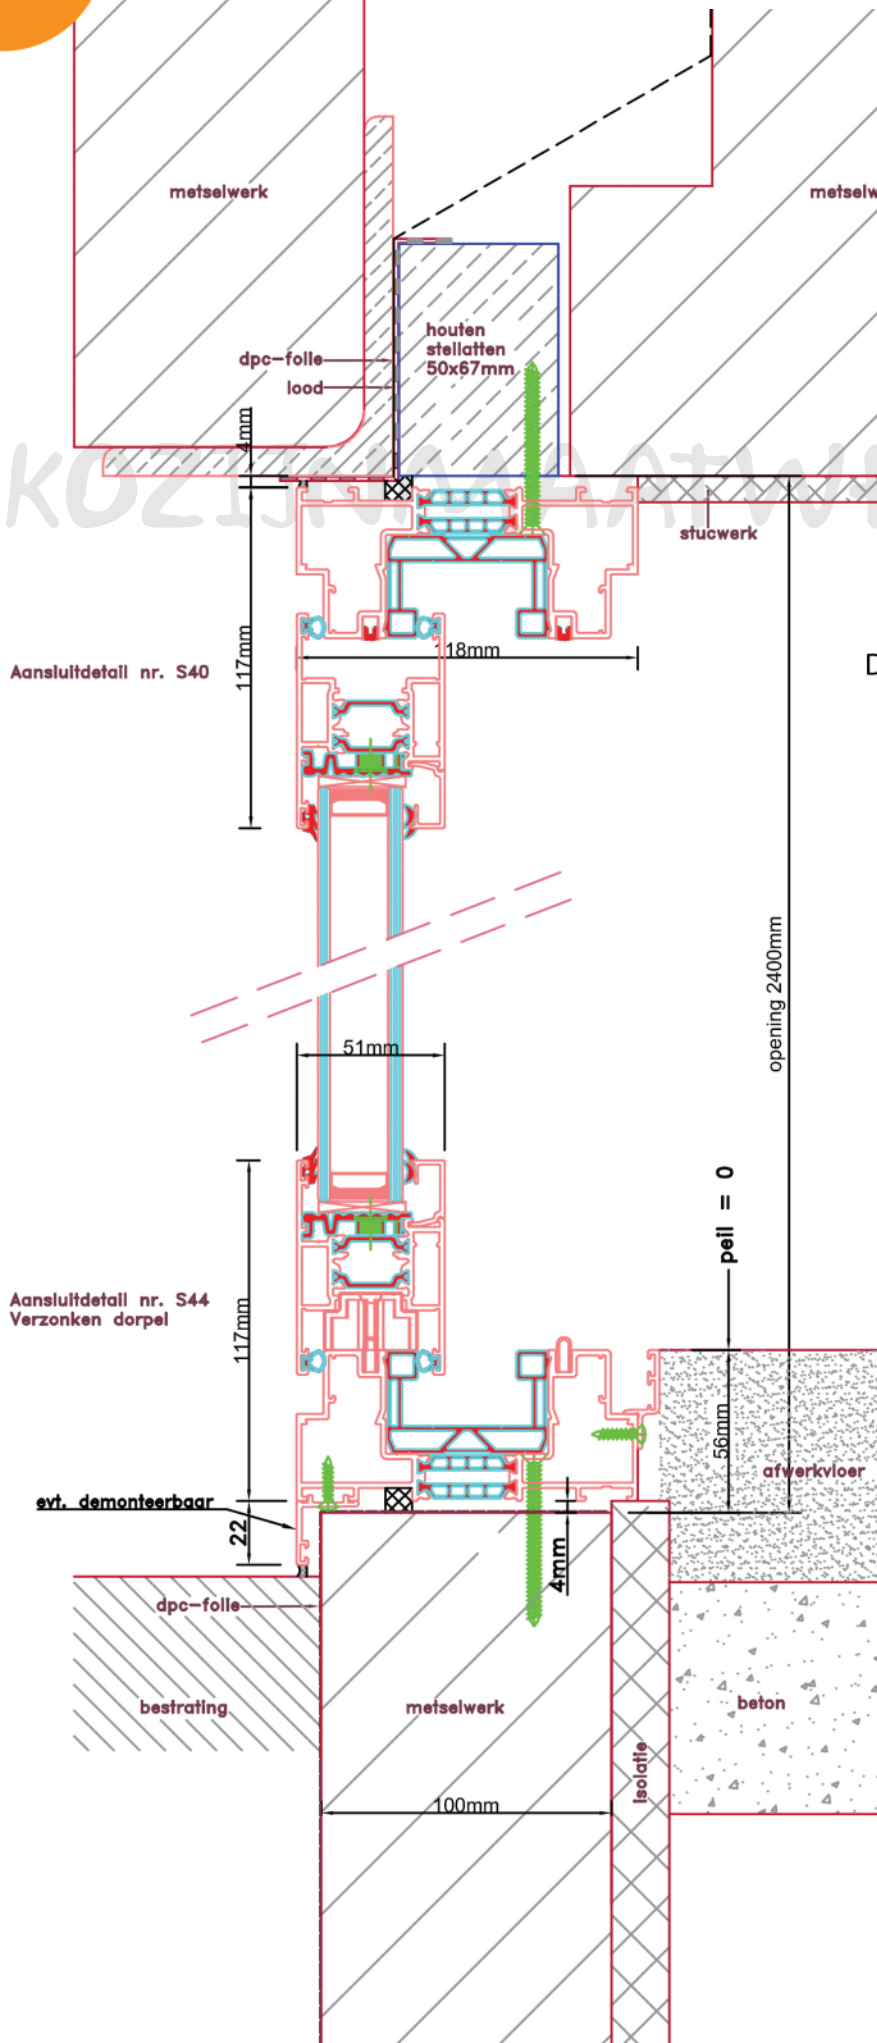 metselwerk
metselw
houten
stellatten
50x67mm
dpc-folie
lood
4mm
KOZIJNMAATW
stucwerk
118mm
117mm
Aansluitdetail nr. S40
D
opening 2400mm
51mm
peil = 0
Aansluitdetail nr. S44
Verzonken dorpel
117mm
56mm
afwerkvloer
evt. demonteerbaar
22
4mm
dpc-folie
bestrating
metselwerk
beton
isolatie
100mm